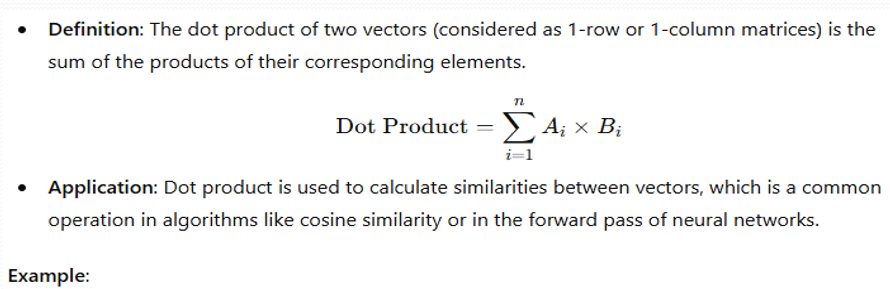 • Definition: The dot product of two vectors (considered as 1-row or 1-column matrices) is the
sum of the products of their corresponding elements.
Dot Product = ∑_{i=1}^{n} A_i × B_i
• Application: Dot product is used to calculate similarities between vectors, which is a common
operation in algorithms like cosine similarity or in the forward pass of neural networks.
Example: